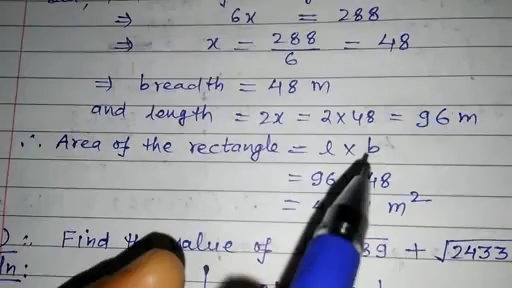 ⇒ 6x = 288
⇒ x = 288/6 = 48
⇒ breadth = 48 m
and length = 2x = 2×48 = 96 m
∴ Area of the rectangle = l × b
= 96 48
= m²
Find the value of 39 + √2433